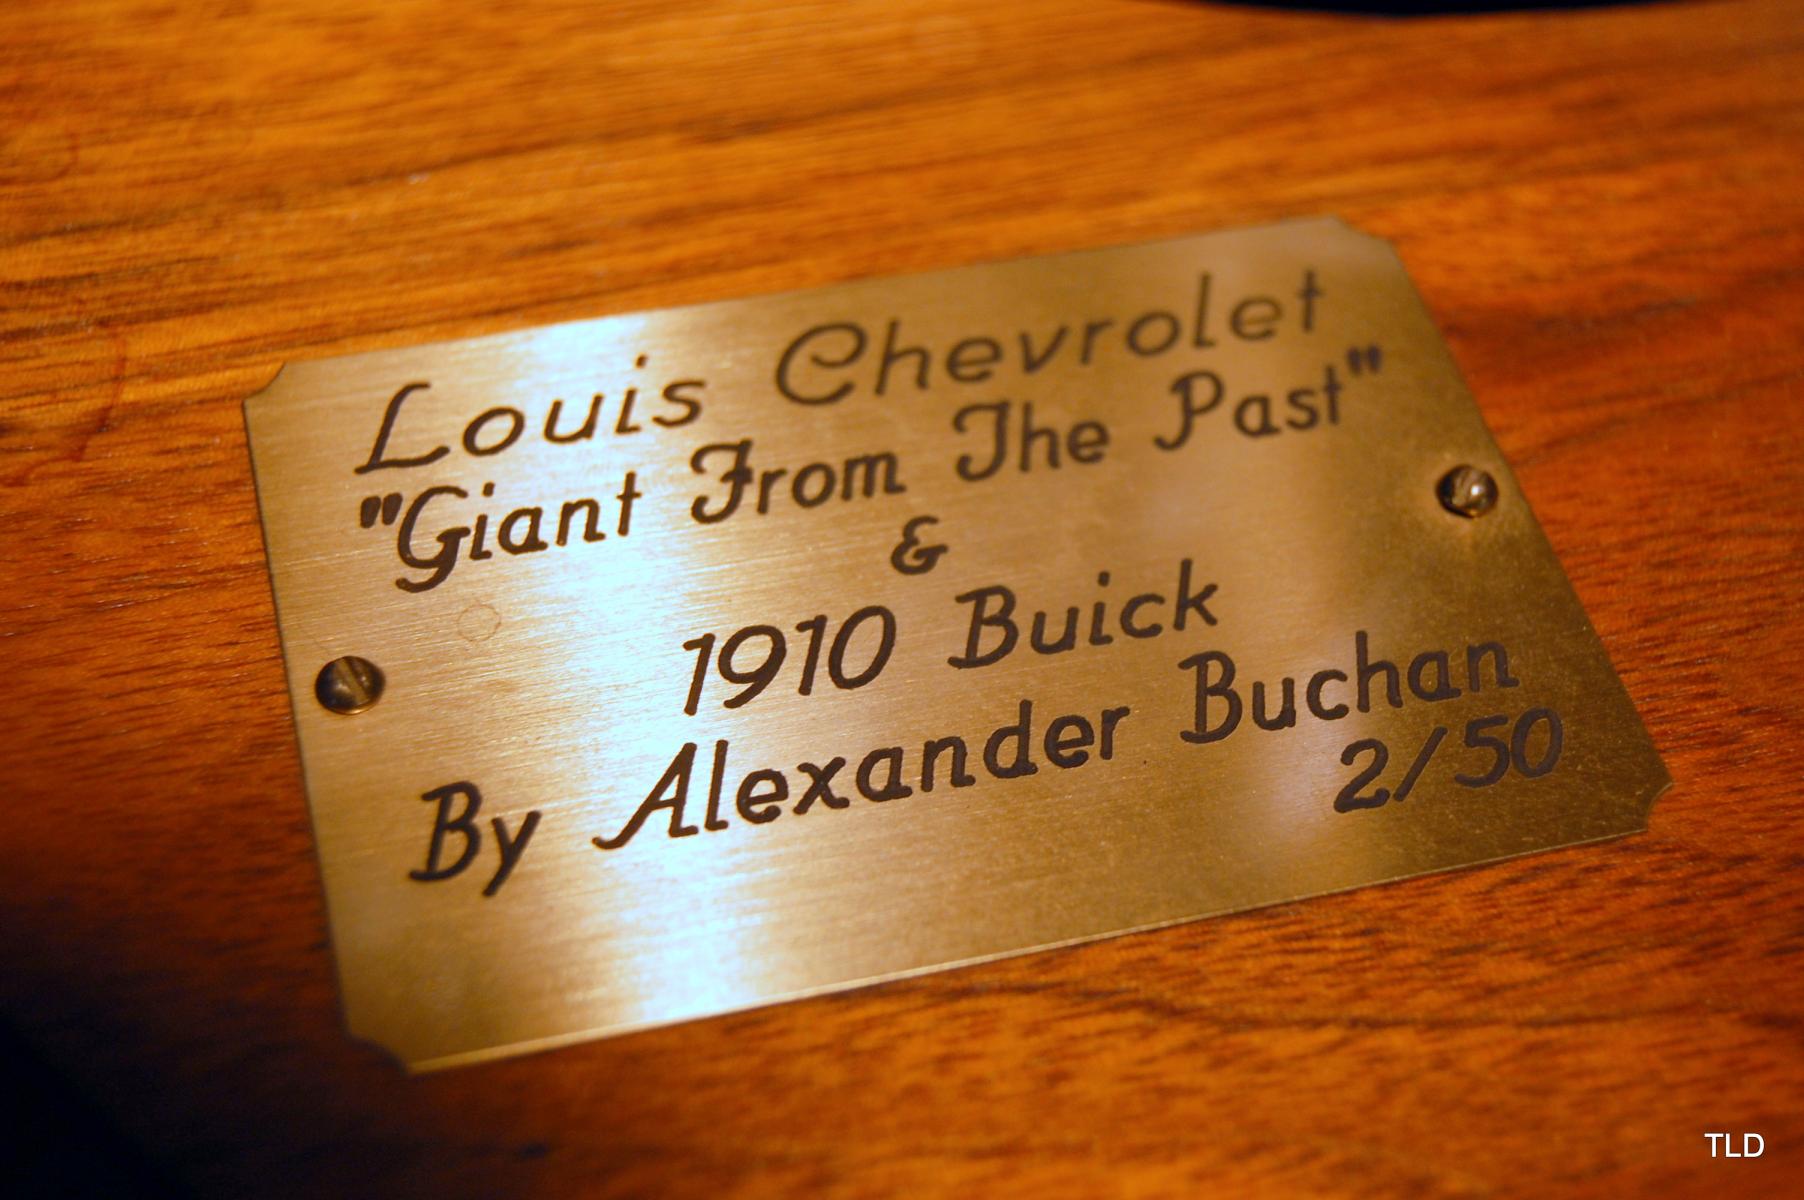 Louis Chevrolet
"Giant From The Past"
&
1910 Buick
By Alexander Buchan
2/50
TLD